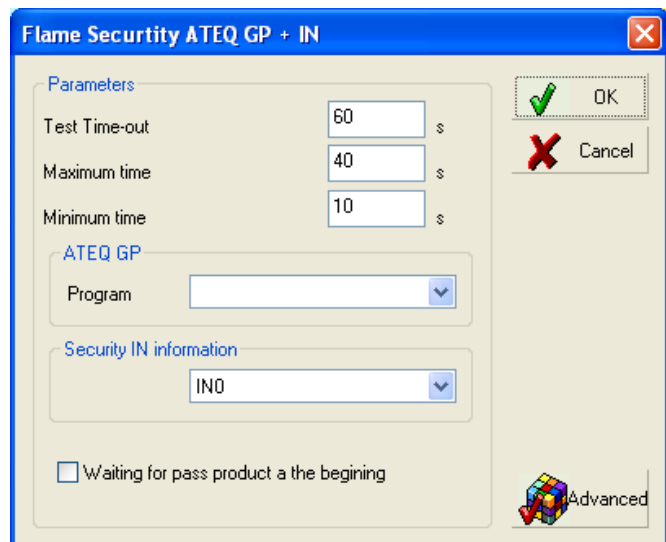 Flame Securtity ATEQ GP + IN
Parameters
Test Time-out 60 s
Maximum time 40 s
Minimum time 10 s
ATEQ GP
Program
Security IN information
IN0
Waiting for pass product a the begining
OK
Cancel
Advanced